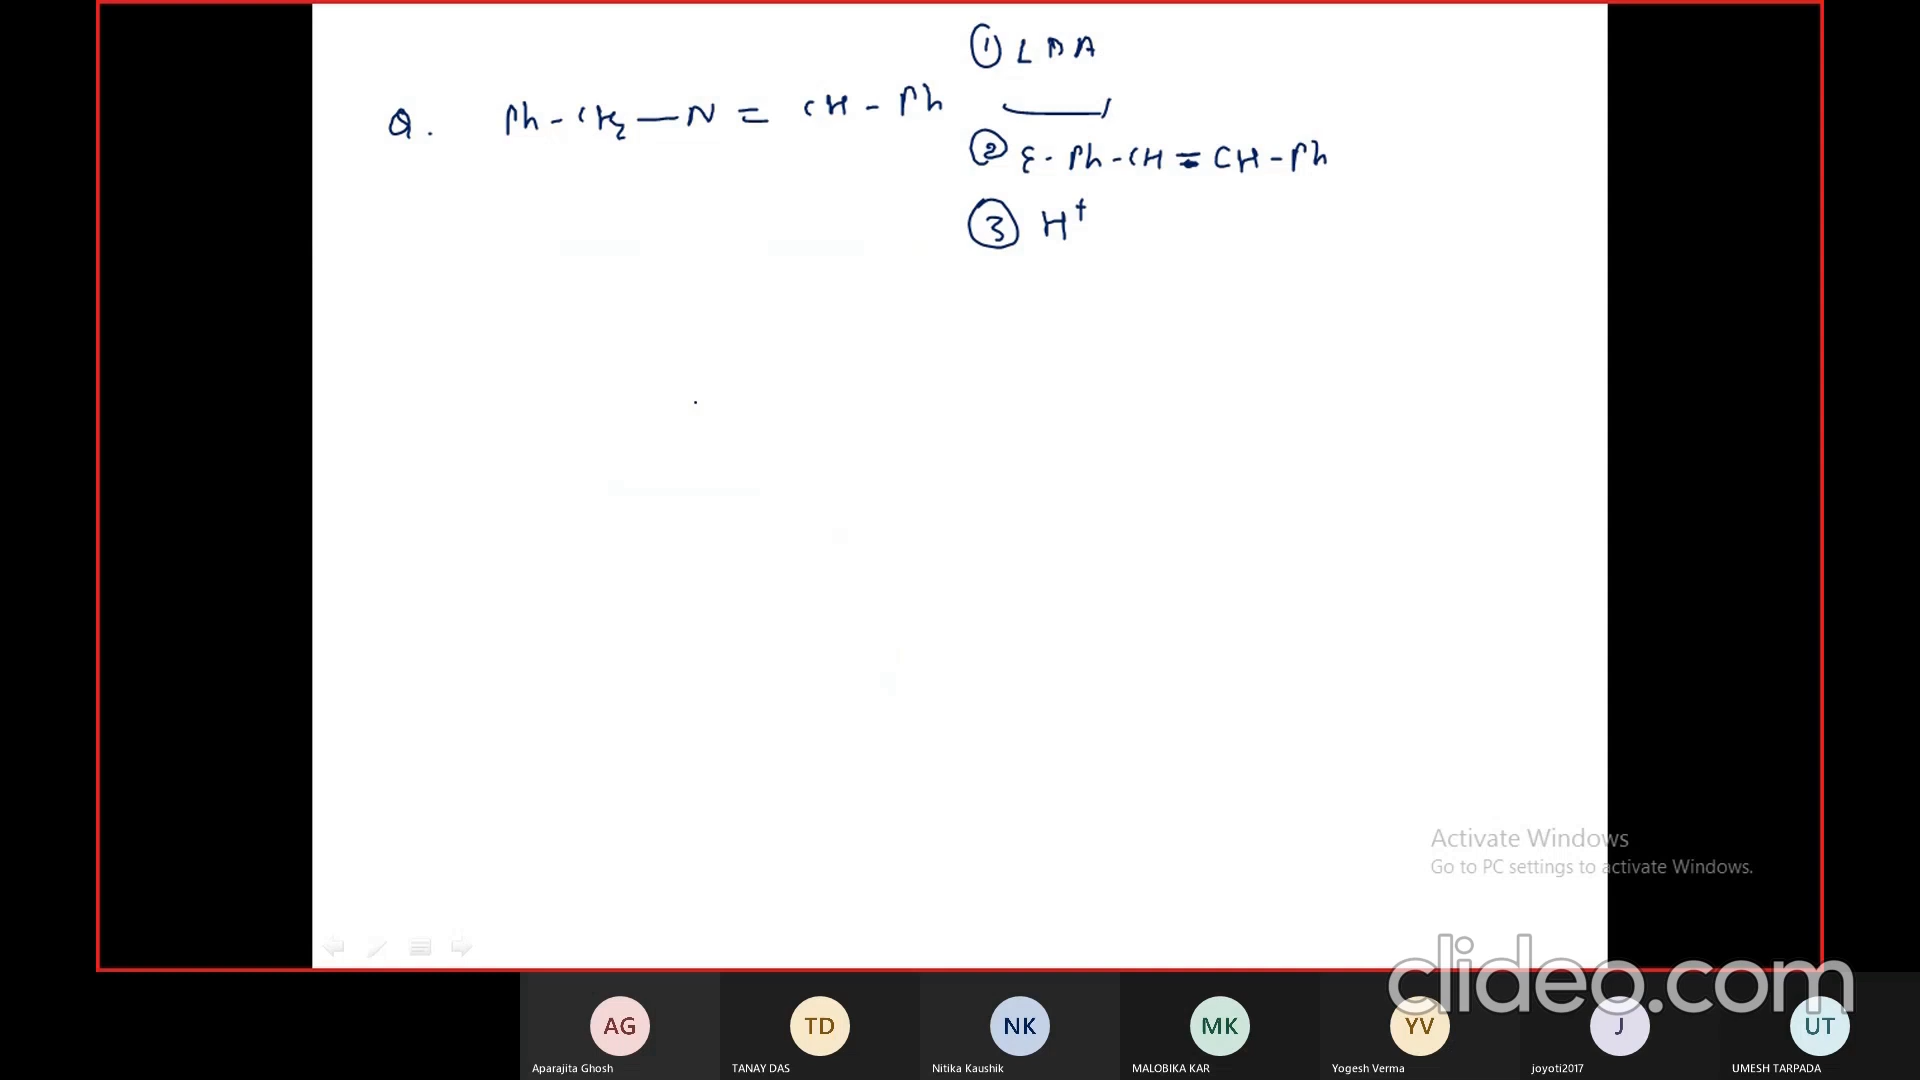 ① LDA
Q. Ph-CH₂—N=CH-Ph
② E-Ph-CH=CH-Ph
③ H⁺
Activate Windows
Go to PC settings to activate Windows.
clideo.com
AG TD NK MK YV J UT
Aparajita Ghosh TANAY DAS Nitika Kaushik MALOBIKA KAR Yogesh Verma joyoti2017 UMESH TARPADA